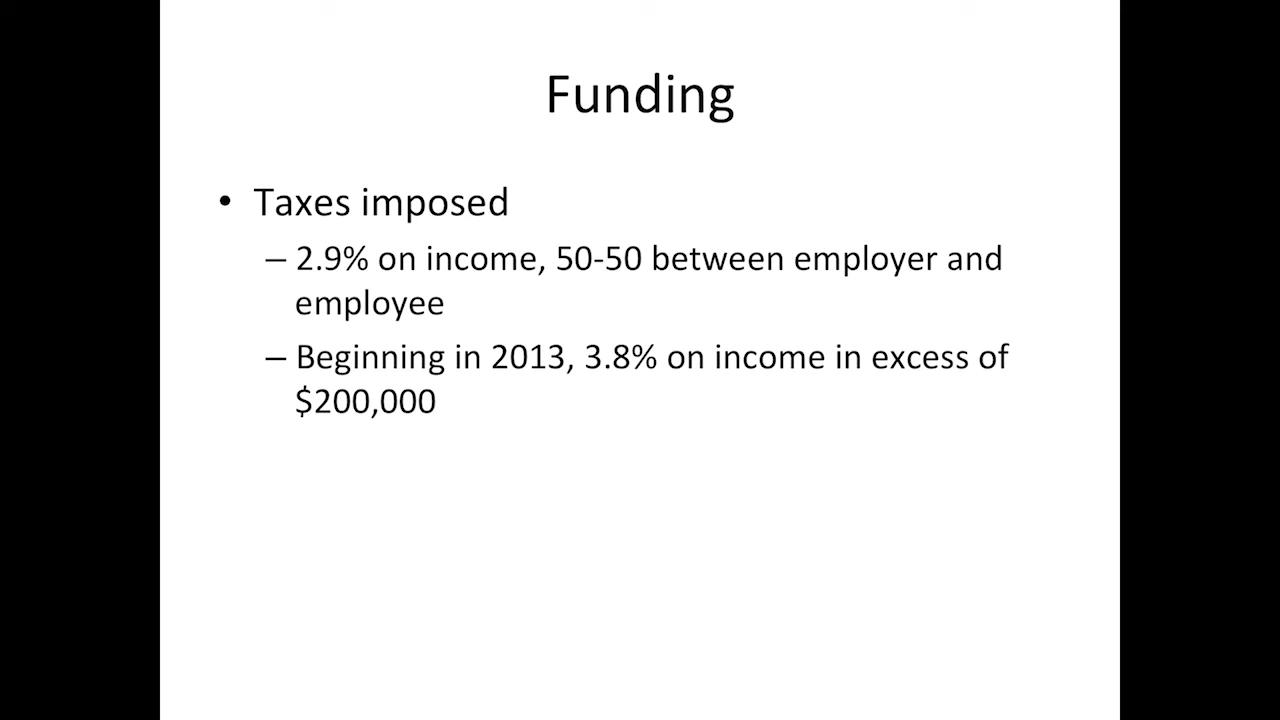 Funding
• Taxes imposed
– 2.9% on income, 50-50 between employer and
employee
– Beginning in 2013, 3.8% on income in excess of
$200,000